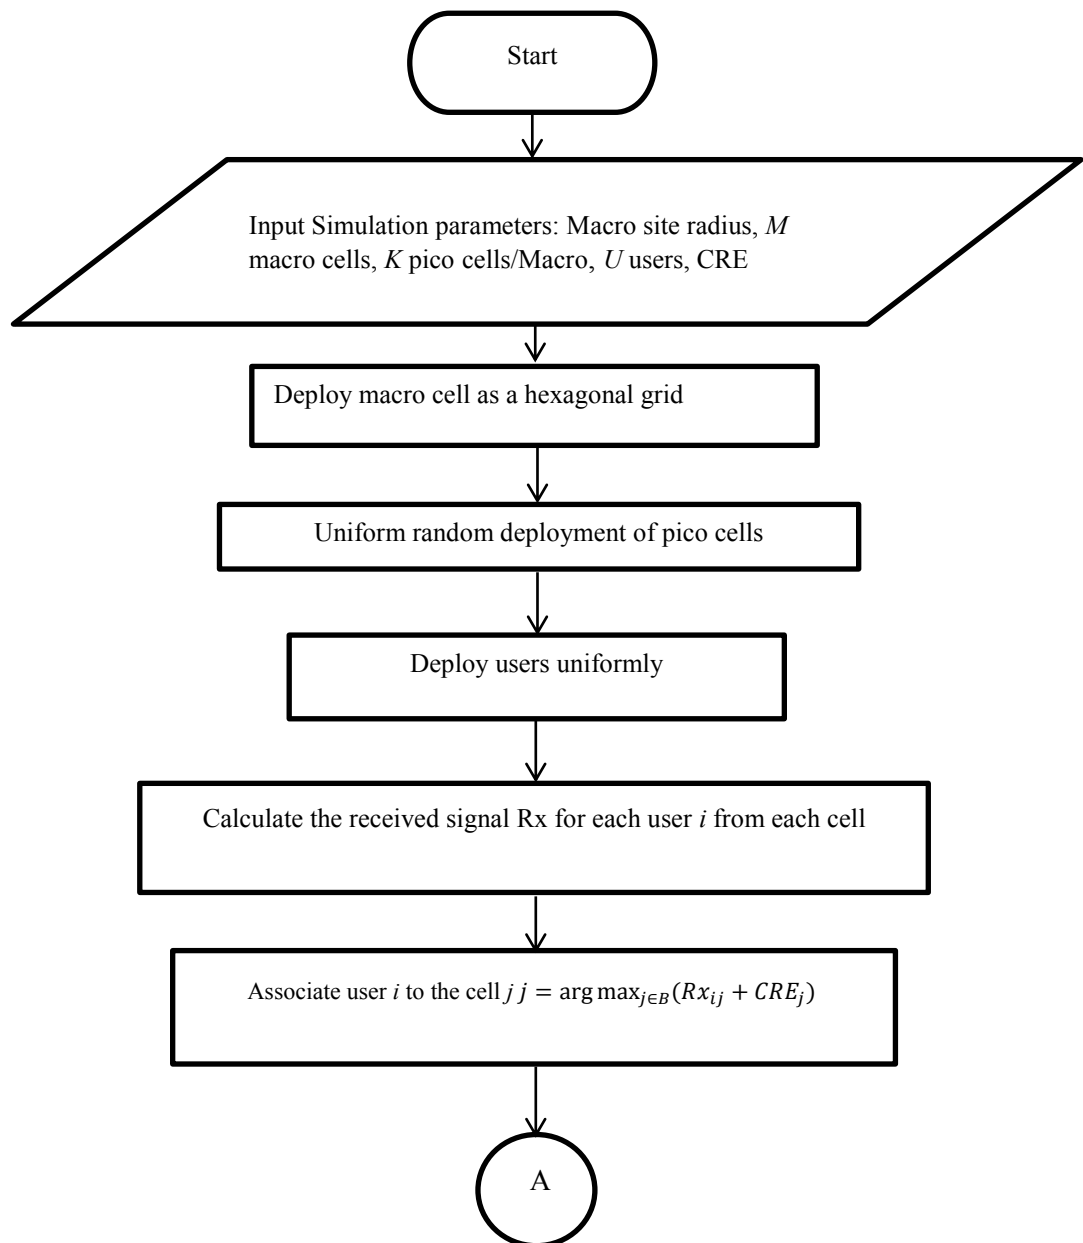 Start
Input Simulation parameters: Macro site radius, M
macro cells, K pico cells/Macro, U users, CRE
Deploy macro cell as a hexagonal grid
Uniform random deployment of pico cells
Deploy users uniformly
Calculate the received signal Rx for each user i from each cell
Associate user i to the cell j j = arg max_{j∈B}(Rx_{ij} + CRE_j)
A